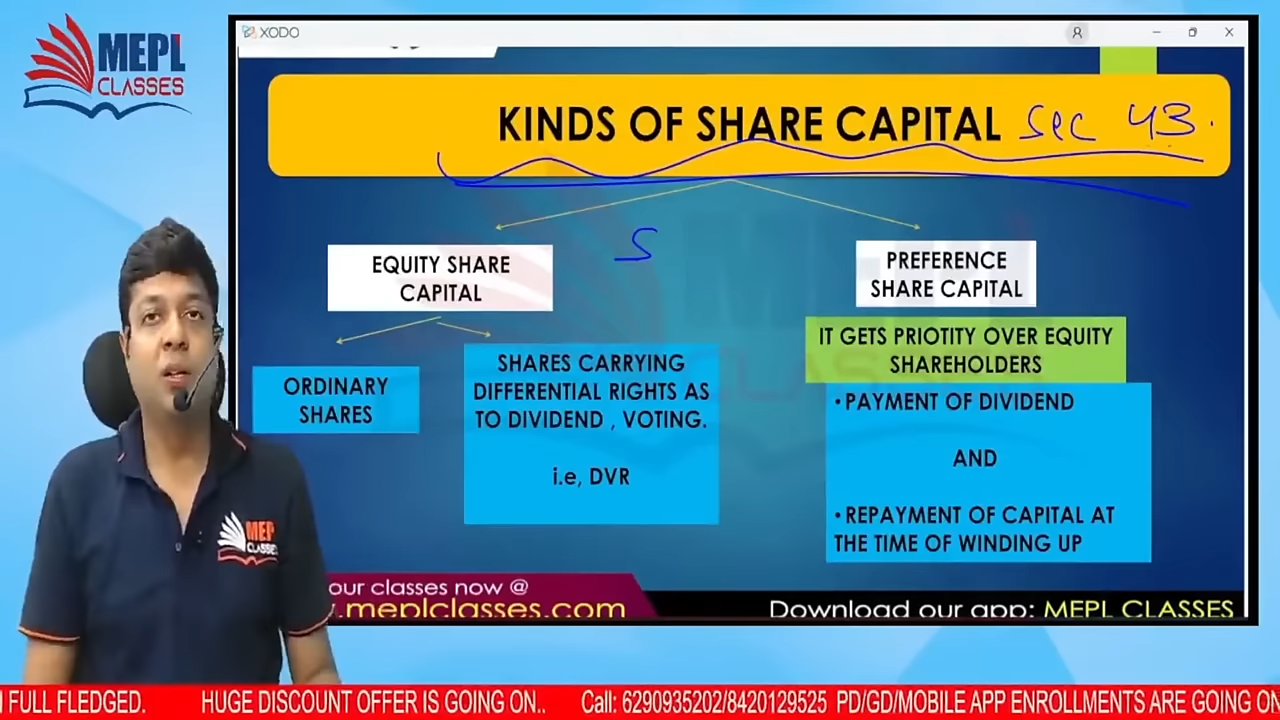 MEPL
CLASSES
XODO
KINDS OF SHARE CAPITAL sec 43.
S
EQUITY SHARE
CAPITAL
PREFERENCE
SHARE CAPITAL
ORDINARY
SHARES
SHARES CARRYING
DIFFERENTIAL RIGHTS AS
TO DIVIDEND , VOTING.
i.e, DVR
IT GETS PRIOTITY OVER EQUITY
SHAREHOLDERS
• PAYMENT OF DIVIDEND
AND
• REPAYMENT OF CAPITAL AT
THE TIME OF WINDING UP
MEPL
CLASSES
our classes now @
.meplclasses.com
Download our app: MEPL CLASSES
FULL FLEDGED. HUGE DISCOUNT OFFER IS GOING ON.. Call: 6290935202/8420129525 PD/GD/MOBILE APP ENROLLMENTS ARE GOING ON